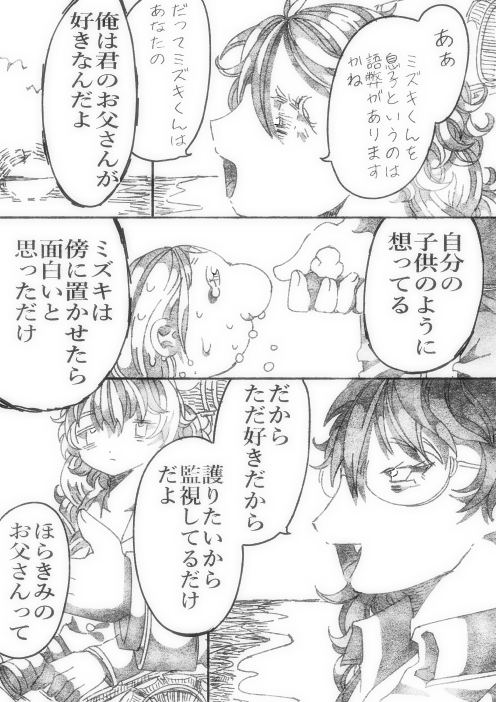 あぁ
ミズキくんを
息子というのは
語弊があります
かね
だってミズキくんは
あなたの
俺は君のお父さんが
好きなんだよ
自分の
子供のように
想ってる
ミズキは
傍に置かせたら
面白いと
思っただけ
だから
ただ好きだから
護りたいから
監視してるだけ
だよ
ほらきみの
お父さんって